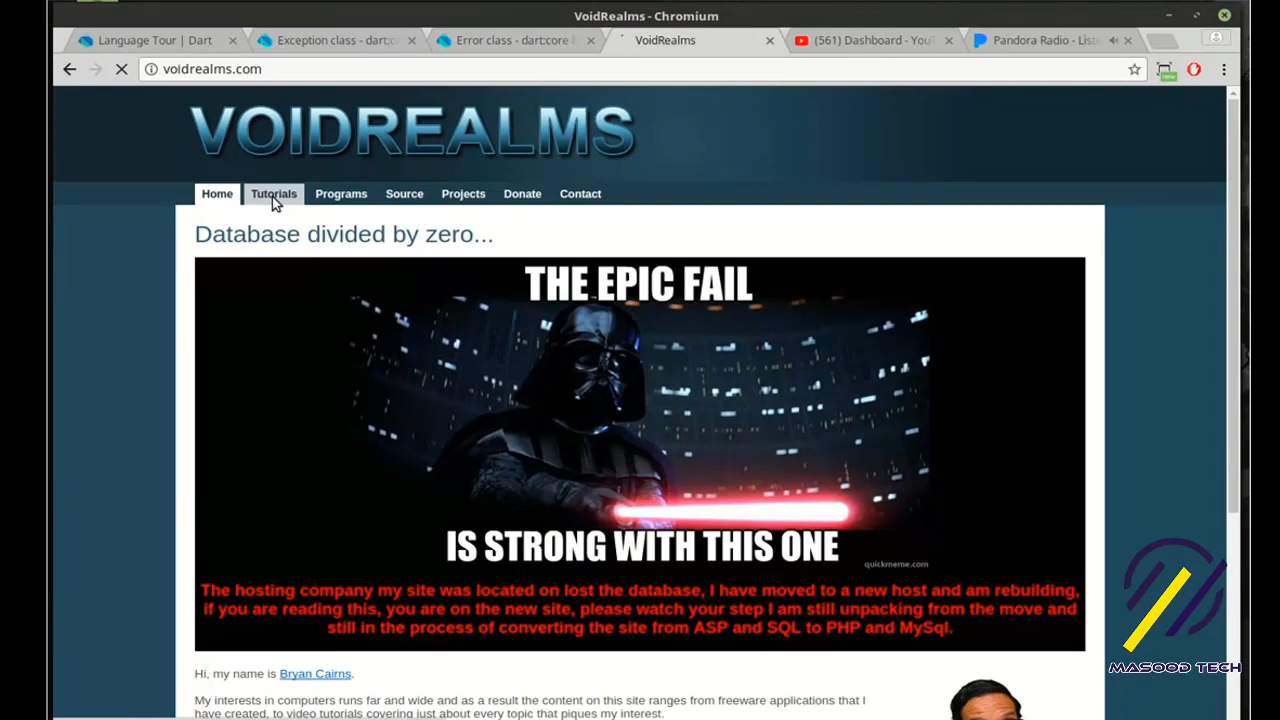 VoidRealms - Chromium
Language Tour | Dart
Exception class - dart:co
Error class - dart:core l
VoidRealms
(561) Dashboard - YouT
Pandora Radio - List
voidrealms.com
new
VOIDREALMS
Home Tutorials Programs Source Projects Donate Contact
Database divided by zero...
THE EPIC FAIL
IS STRONG WITH THIS ONE
quickmeme.com
The hosting company my site was located on lost the database, I have moved to a new host and am rebuilding,
if you are reading this, you are on the new site, please watch your step I am still unpacking from the move and
still in the process of converting the site from ASP and SQL to PHP and MySql.
Hi, my name is Bryan Cairns.
My interests in computers runs far and wide and as a result the content on this site ranges from freeware applications that I
have created, to video tutorials covering just about every topic that piques my interest.
MASOOD TECH